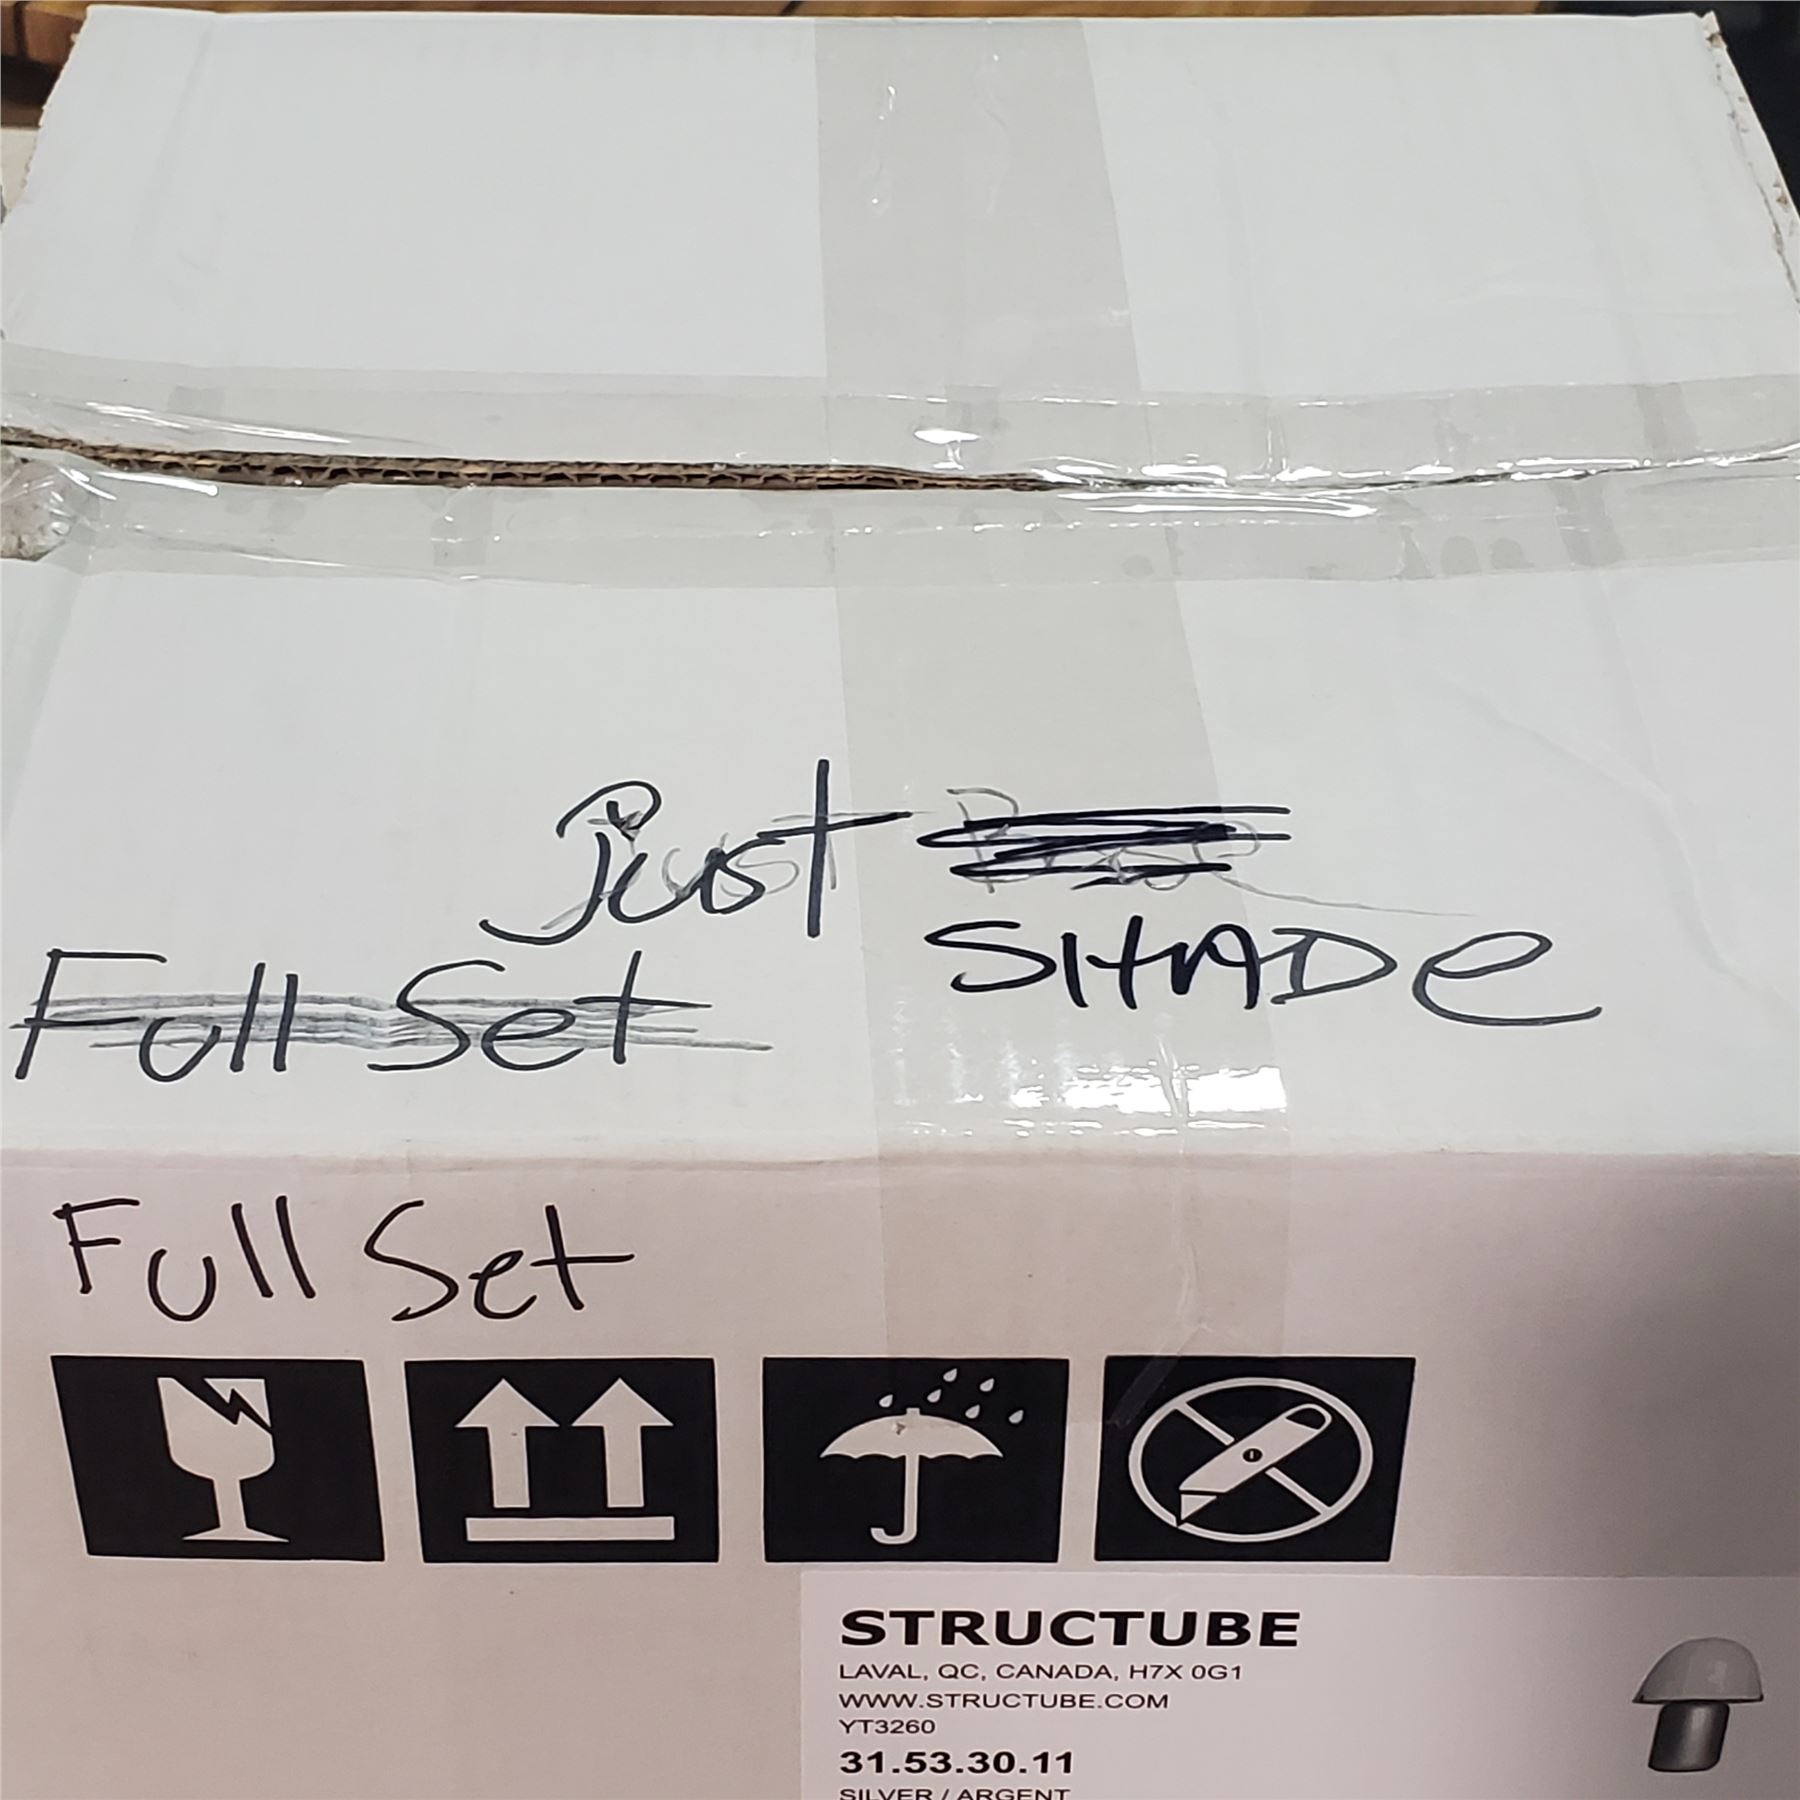 Just Base
SHADe
Full Set
Full Set
STRUCTUBE
LAVAL, QC, CANADA, H7X 0G1
WWW.STRUCTUBE.COM
YT3260
31.53.30.11
SILVER / ARGENT